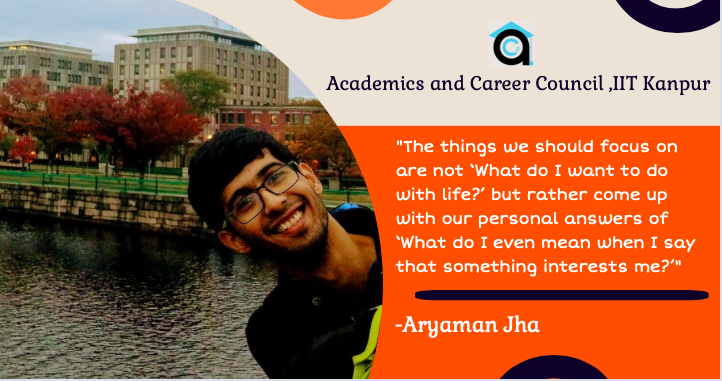 Academics and Career Council ,IIT Kanpur
"The things we should focus on
are not ‘What do I want to do
with life?’ but rather come up
with our personal answers of
‘What do I even mean when I say
that something interests me?’"
-Aryaman Jha